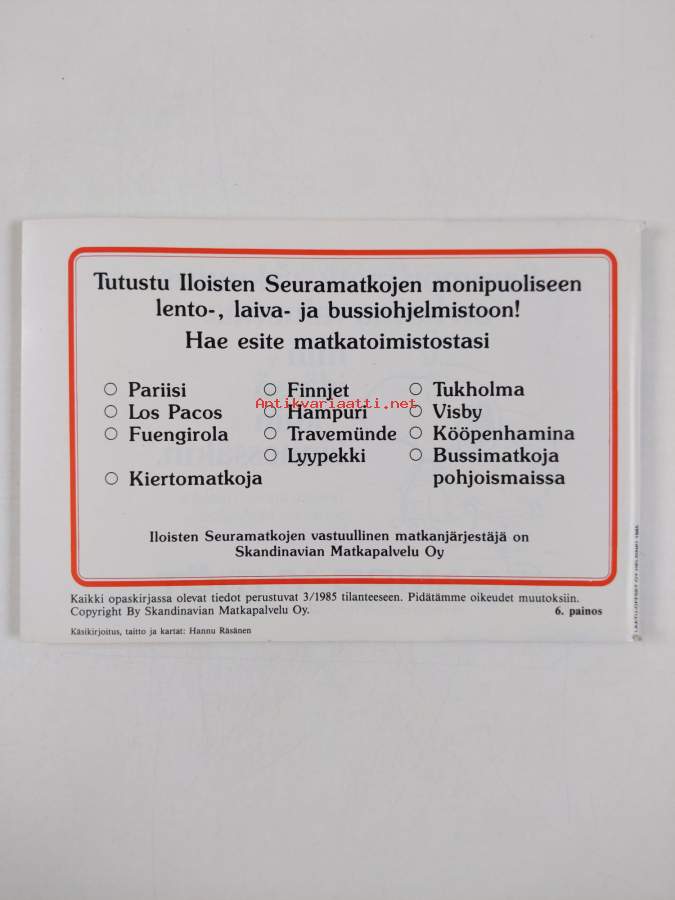 Tutustu Iloisten Seuramatkojen monipuoliseen
lento-, laiva- ja bussiohjelmistoon!
Hae esite matkatoimistostasi
Pariisi
Los Pacos
Fuengirola
Kiertomatkoja
Finnjet
Hampuri
Travemünde
Lyypekki
Tukholma
Visby
Kööpenhamina
Bussimatkoja
pohjoismaissa
Antikvariaatti.net
Iloisten Seuramatkojen vastuullinen matkanjärjestäjä on
Skandinavian Matkapalvelu Oy
Kaikki opaskirjassa olevat tiedot perustuvat 3/1985 tilanteeseen. Pidätämme oikeudet muutoksiin.
Copyright By Skandinavian Matkapalvelu Oy.
6. painos
Käsikirjoitus, taitto ja kartat: Hannu Räsänen